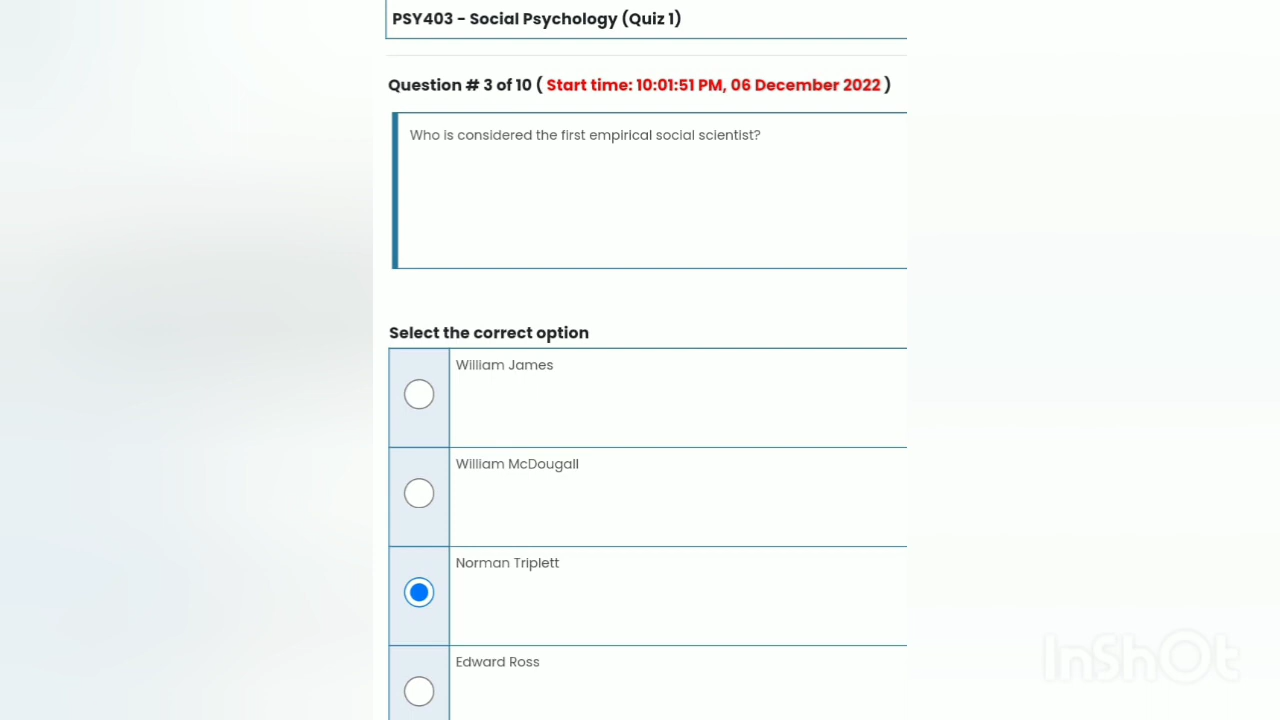 PSY403 - Social Psychology (Quiz 1)
Question # 3 of 10 ( Start time: 10:01:51 PM, 06 December 2022 )
Who is considered the first empirical social scientist?
Select the correct option
William James
William McDougall
Norman Triplett
Edward Ross
InShOt